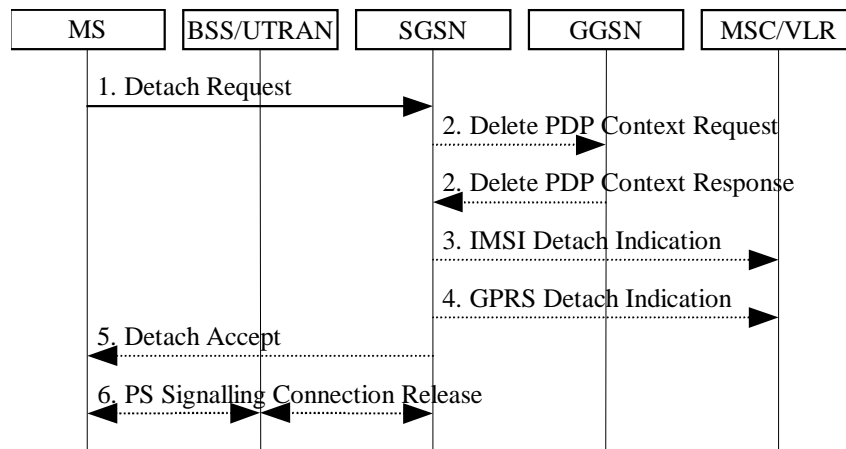 MS
BSS/UTRAN
SGSN
GGSN
MSC/VLR
1. Detach Request
2. Delete PDP Context Request
2. Delete PDP Context Response
3. IMSI Detach Indication
4. GPRS Detach Indication
5. Detach Accept
6. PS Signalling Connection Release